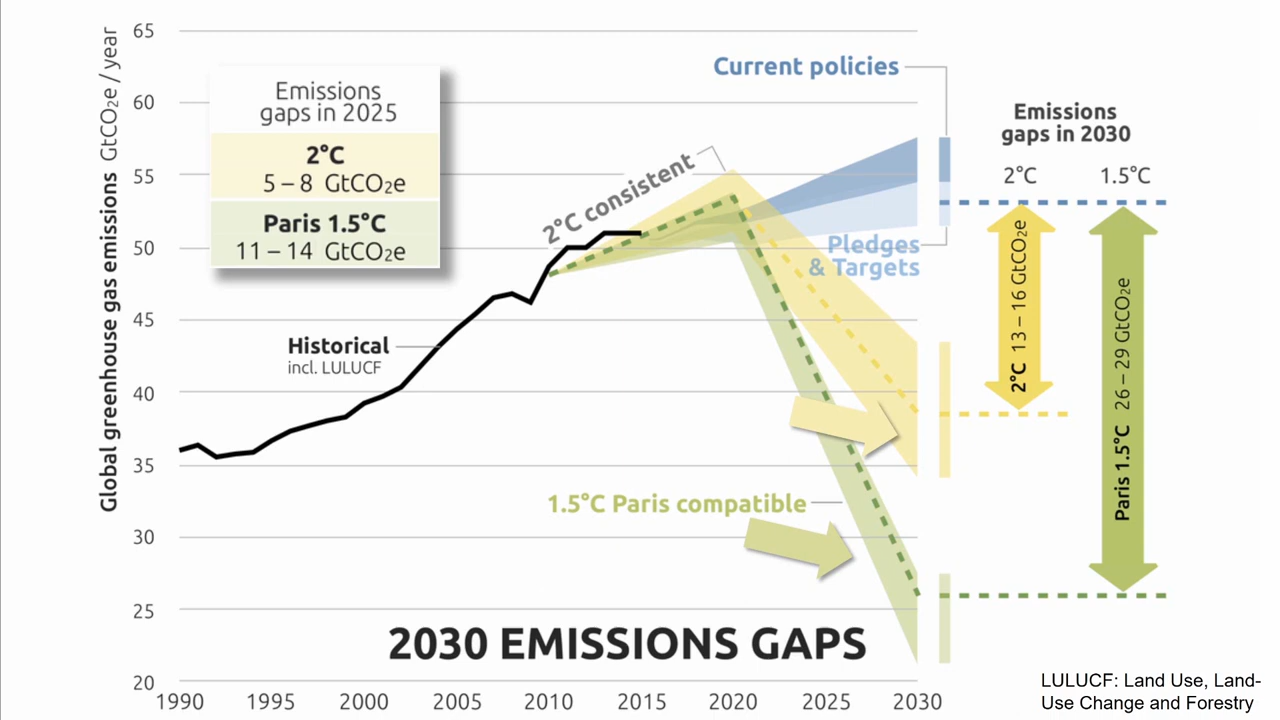 Global greenhouse gas emissions GtCO₂e / year
65
60
55
50
45
40
35
30
25
20
1990
1995
2000
2005
2010
2015
2020
2025
2030
Emissions
gaps in 2025
2°C
5 – 8 GtCO₂e
Paris 1.5°C
11 – 14 GtCO₂e
Historical
incl. LULUCF
2°C consistent
Current policies
Pledges
& Targets
1.5°C Paris compatible
2030 EMISSIONS GAPS
Emissions
gaps in 2030
2°C
1.5°C
2°C 13 – 16 GtCO₂e
Paris 1.5°C 26 – 29 GtCO₂e
LULUCF: Land Use, Land-
Use Change and Forestry